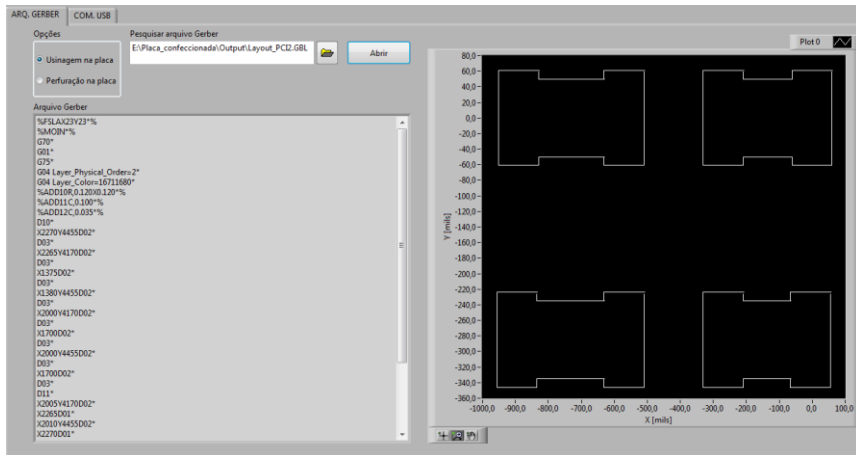 ARQ. GERBER COM. USB
Opções
Pesquisar arquivo Gerber
E:\Placa_confeccionada\Output\Layout_PCI2.GBL
Abrir
Usinagem na placa
Perfuração na placa
Arquivo Gerber
%FSLAX23Y23*%
%MOIN*%
G70*
G01*
G75*
G04 Layer_Physical_Order=2*
G04 Layer_Color=16711680*
%ADD10R,0.120X0.120*%
%ADD11C,0.100*%
%ADD12C,0.035*%
D10*
X2270Y4455D02*
D03*
X2265Y4170D02*
D03*
X1375D02*
D03*
X1380Y4455D02*
D03*
X2000Y4170D02*
D03*
X1700D02*
D03*
X2000Y4455D02*
D03*
X1700D02*
D03*
D11*
X2005Y4170D02*
X2265D01*
X2010Y4455D02*
X2270D01*
Plot 0
80,0
60,0
40,0
20,0
0,0
-20,0
-40,0
-60,0
-80,0
-100,0
-120,0
-140,0
-160,0
-180,0
-200,0
-220,0
-240,0
-260,0
-280,0
-300,0
-320,0
-340,0
-360,0
Y [mils]
-1000,0 -900,0 -800,0 -700,0 -600,0 -500,0 -400,0 -300,0 -200,0 -100,0 0,0 100,0
X [mils]